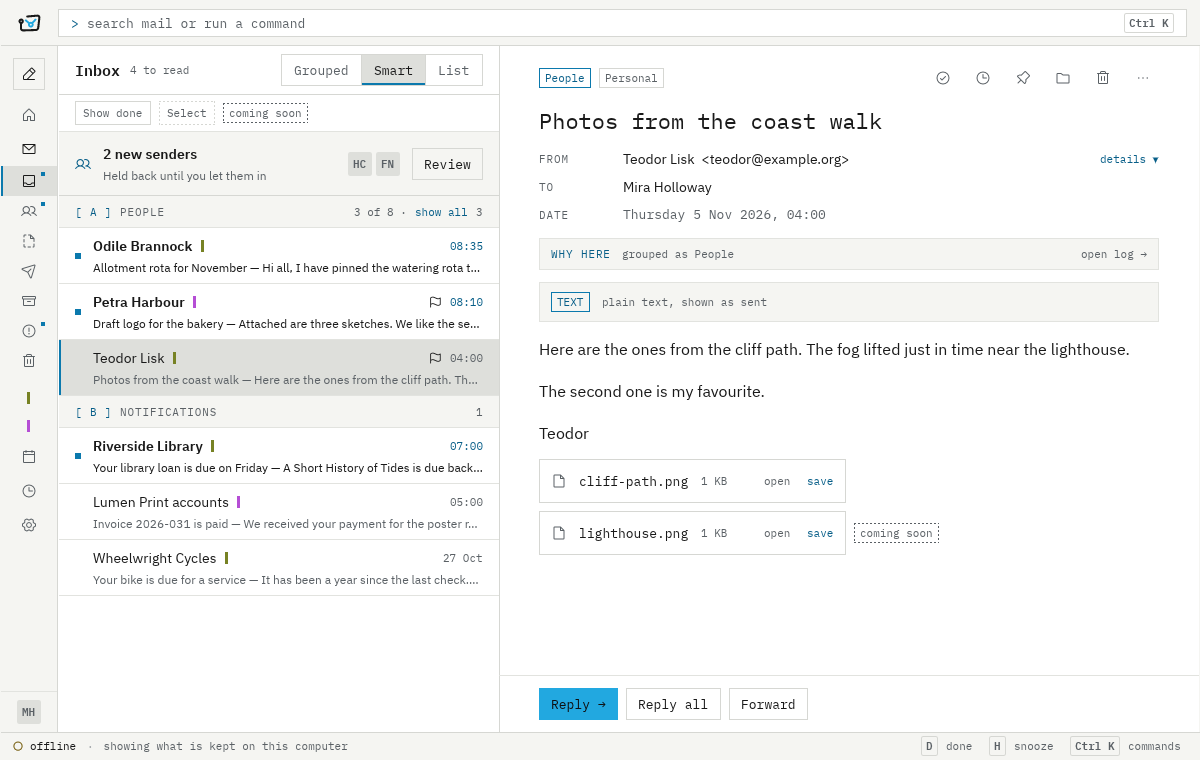 > search mail or run a command Ctrl K
Inbox 4 to read Grouped Smart List
Show done Select coming soon
2 new senders
Held back until you let them in
HC FN Review
[ A ] PEOPLE 3 of 8 · show all 3
Odile Brannock 08:35
Allotment rota for November — Hi all, I have pinned the watering rota t...
Petra Harbour 08:10
Draft logo for the bakery — Attached are three sketches. We like the se...
Teodor Lisk 04:00
Photos from the coast walk — Here are the ones from the cliff path. Th...
[ B ] NOTIFICATIONS 1
Riverside Library 07:00
Your library loan is due on Friday — A Short History of Tides is due back...
Lumen Print accounts 05:00
Invoice 2026-031 is paid — We received your payment for the poster r...
Wheelwright Cycles 27 Oct
Your bike is due for a service — It has been a year since the last check....
MH
People Personal
Photos from the coast walk
FROM Teodor Lisk <teodor@example.org> details ▾
TO Mira Holloway
DATE Thursday 5 Nov 2026, 04:00
WHY HERE grouped as People open log →
TEXT plain text, shown as sent
Here are the ones from the cliff path. The fog lifted just in time near the lighthouse.
The second one is my favourite.
Teodor
cliff-path.png 1 KB open save
lighthouse.png 1 KB open save coming soon
Reply → Reply all Forward
offline · showing what is kept on this computer D done H snooze Ctrl K commands